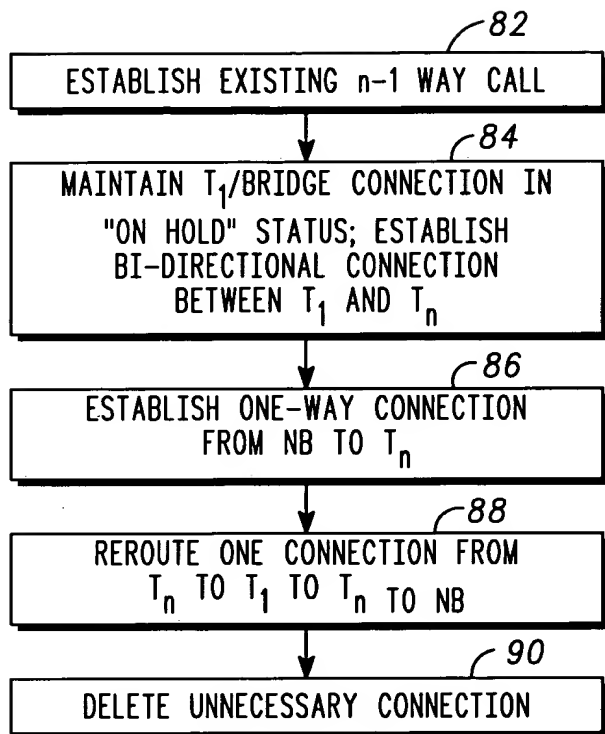 82
ESTABLISH EXISTING n-1 WAY CALL
84
MAINTAIN T1/BRIDGE CONNECTION IN
"ON HOLD" STATUS; ESTABLISH
BI-DIRECTIONAL CONNECTION
BETWEEN T1 AND Tn
86
ESTABLISH ONE-WAY CONNECTION
FROM NB TO Tn
88
REROUTE ONE CONNECTION FROM
Tn TO T1 TO Tn TO NB
90
DELETE UNNECESSARY CONNECTION